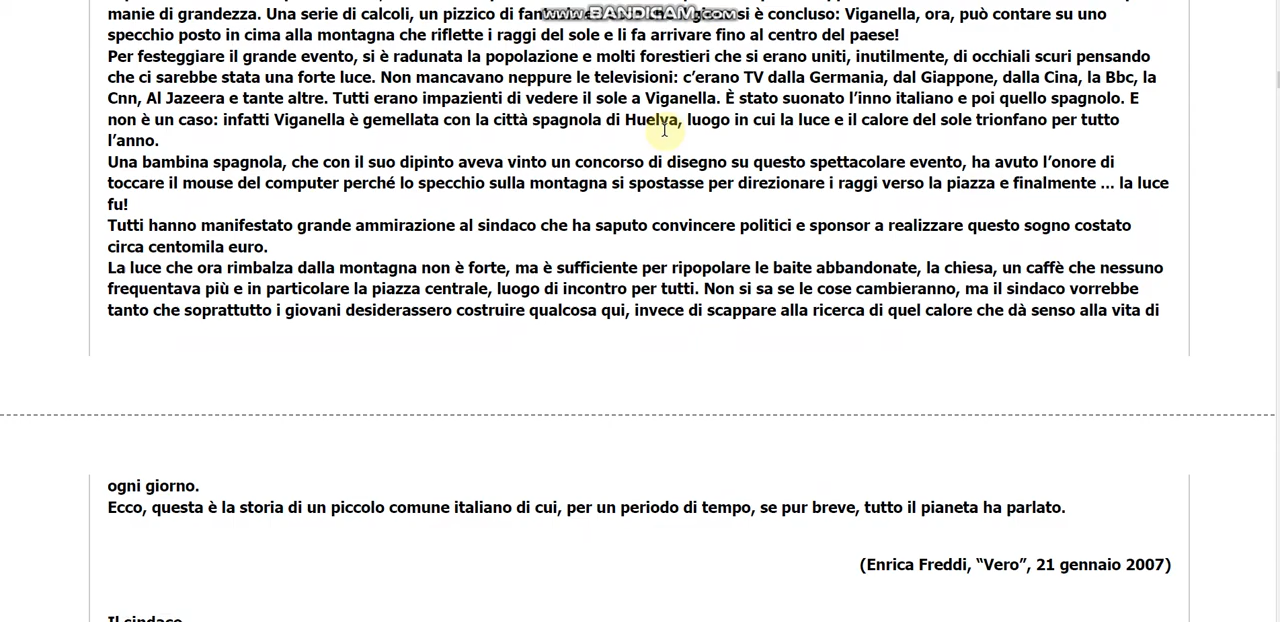 manie di grandezza. Una serie di calcoli, un pizzico di si è concluso: Viganella, ora, può contare su uno
www.BANDICAM.com
specchio posto in cima alla montagna che riflette i raggi del sole e li fa arrivare fino al centro del paese!
Per festeggiare il grande evento, si è radunata la popolazione e molti forestieri che si erano uniti, inutilmente, di occhiali scuri pensando
che ci sarebbe stata una forte luce. Non mancavano neppure le televisioni: c’erano TV dalla Germania, dal Giappone, dalla Cina, la Bbc, la
Cnn, Al Jazeera e tante altre. Tutti erano impazienti di vedere il sole a Viganella. È stato suonato l’inno italiano e poi quello spagnolo. E
non è un caso: infatti Viganella è gemellata con la città spagnola di Huelva, luogo in cui la luce e il calore del sole trionfano per tutto
l’anno.
Una bambina spagnola, che con il suo dipinto aveva vinto un concorso di disegno su questo spettacolare evento, ha avuto l’onore di
toccare il mouse del computer perché lo specchio sulla montagna si spostasse per direzionare i raggi verso la piazza e finalmente ... la luce
fu!
Tutti hanno manifestato grande ammirazione al sindaco che ha saputo convincere politici e sponsor a realizzare questo sogno costato
circa centomila euro.
La luce che ora rimbalza dalla montagna non è forte, ma è sufficiente per ripopolare le baite abbandonate, la chiesa, un caffè che nessuno
frequentava più e in particolare la piazza centrale, luogo di incontro per tutti. Non si sa se le cose cambieranno, ma il sindaco vorrebbe
tanto che soprattutto i giovani desiderassero costruire qualcosa qui, invece di scappare alla ricerca di quel calore che dà senso alla vita di
ogni giorno.
Ecco, questa è la storia di un piccolo comune italiano di cui, per un periodo di tempo, se pur breve, tutto il pianeta ha parlato.
(Enrica Freddi, “Vero”, 21 gennaio 2007)
Il sindaco